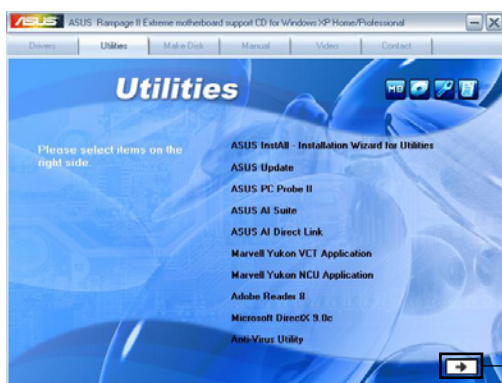 ASUS ASUS Rampage II Extreme motherboard support CD for Windows XP Home/Professional
Drivers Utilities Make Disk Manual Video Contact
Utilities
MB
Please select items on the
right side.
ASUS InstAll - Installation Wizard for Utilities
ASUS Update
ASUS PC Probe II
ASUS AI Suite
ASUS AI Direct Link
Marvell Yukon VCT Application
Marvell Yukon NCU Application
Adobe Reader 8
Microsoft DirectX 9.0c
Anti-Virus Utility